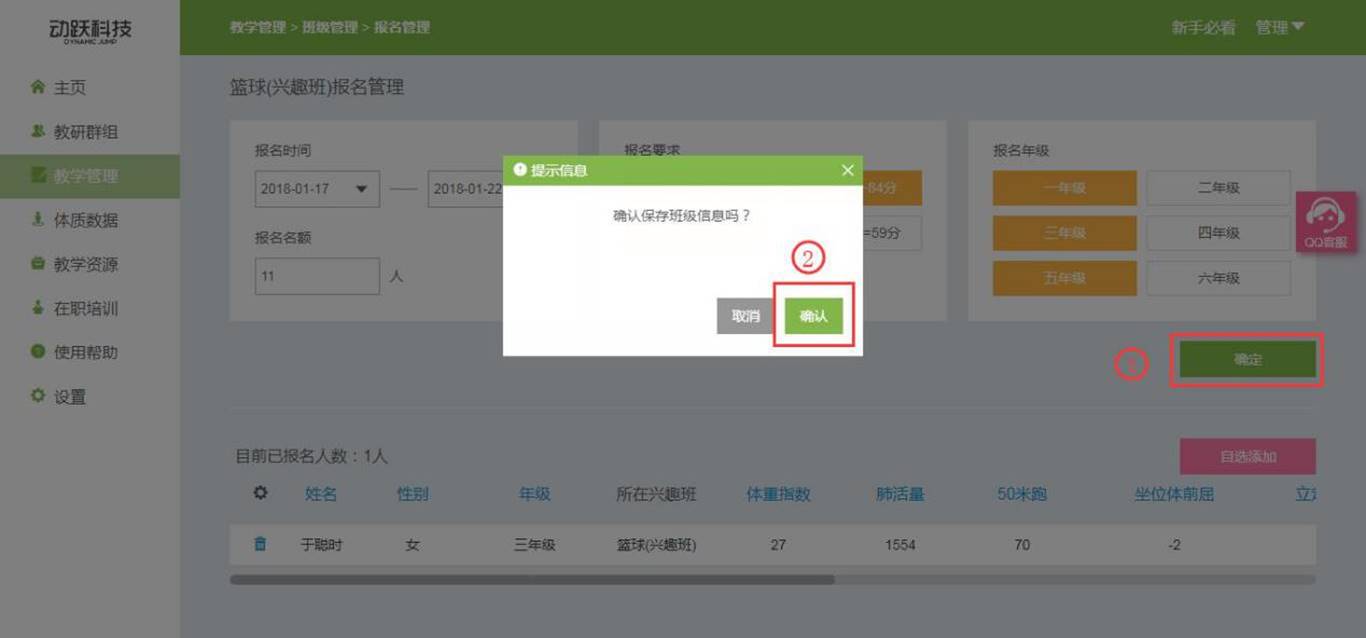 动跃科技
DYNAMIC JUMP
教学管理 > 班级管理 > 报名管理
新手必看 管理
主页
教研群组
教学管理
体质数据
教学资源
在职培训
使用帮助
设置
篮球(兴趣班)报名管理
报名时间
2018-01-17
2018-01-22
报名名额
11 人
报名要求
84分
=59分
报名年级
一年级 二年级
三年级 四年级
五年级 六年级
QQ客服
提示信息
确认保存班级信息吗？
②
取消 确认
① 确定
目前已报名人数：1人
自选添加
姓名 性别 年级 所在兴趣班 体重指数 肺活量 50米跑 坐位体前屈
于聪时 女 三年级 篮球(兴趣班) 27 1554 70 -2